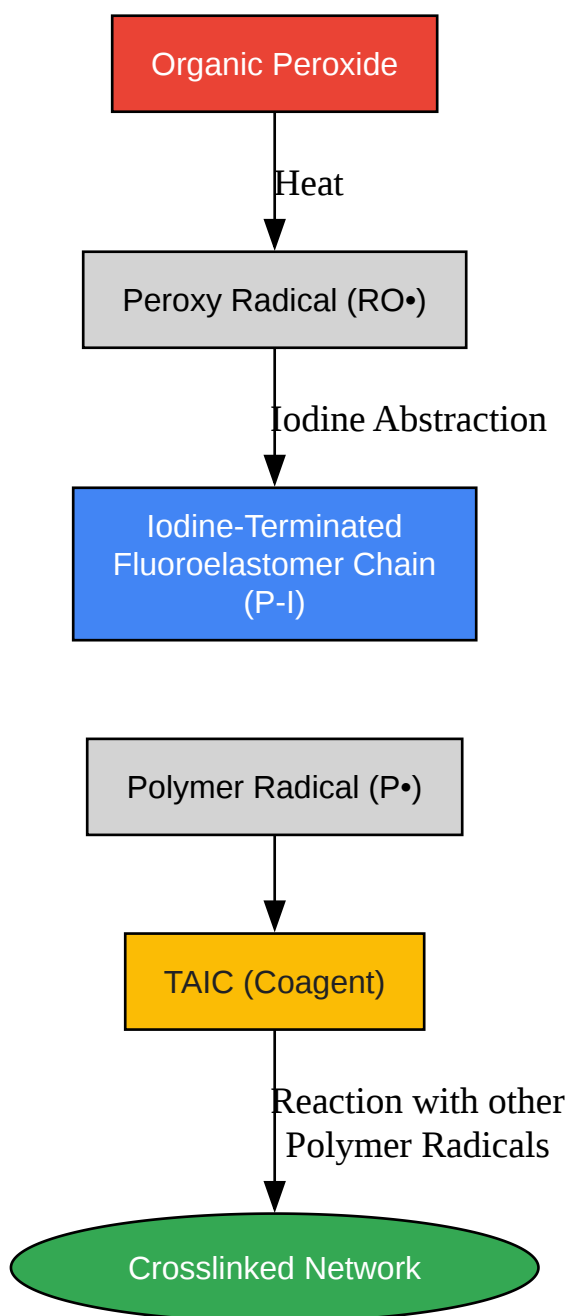 Organic Peroxide
Heat
Peroxy Radical (RO•)
Iodine Abstraction
Iodine-Terminated
Fluoroelastomer Chain
(P-I)
Polymer Radical (P•)
TAIC (Coagent)
Reaction with other
Polymer Radicals
Crosslinked Network